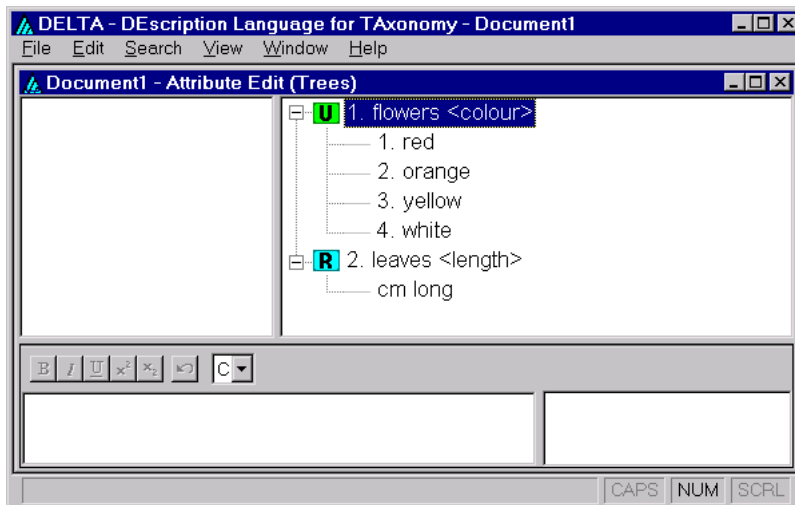 DELTA - DEscription Language for TAxonomy - Document1
File Edit Search View Window Help
Document1 - Attribute Edit (Trees)
U 1. flowers <colour>
1. red
2. orange
3. yellow
4. white
R 2. leaves <length>
cm long
B I U x² x₂ C
CAPS NUM SCRL